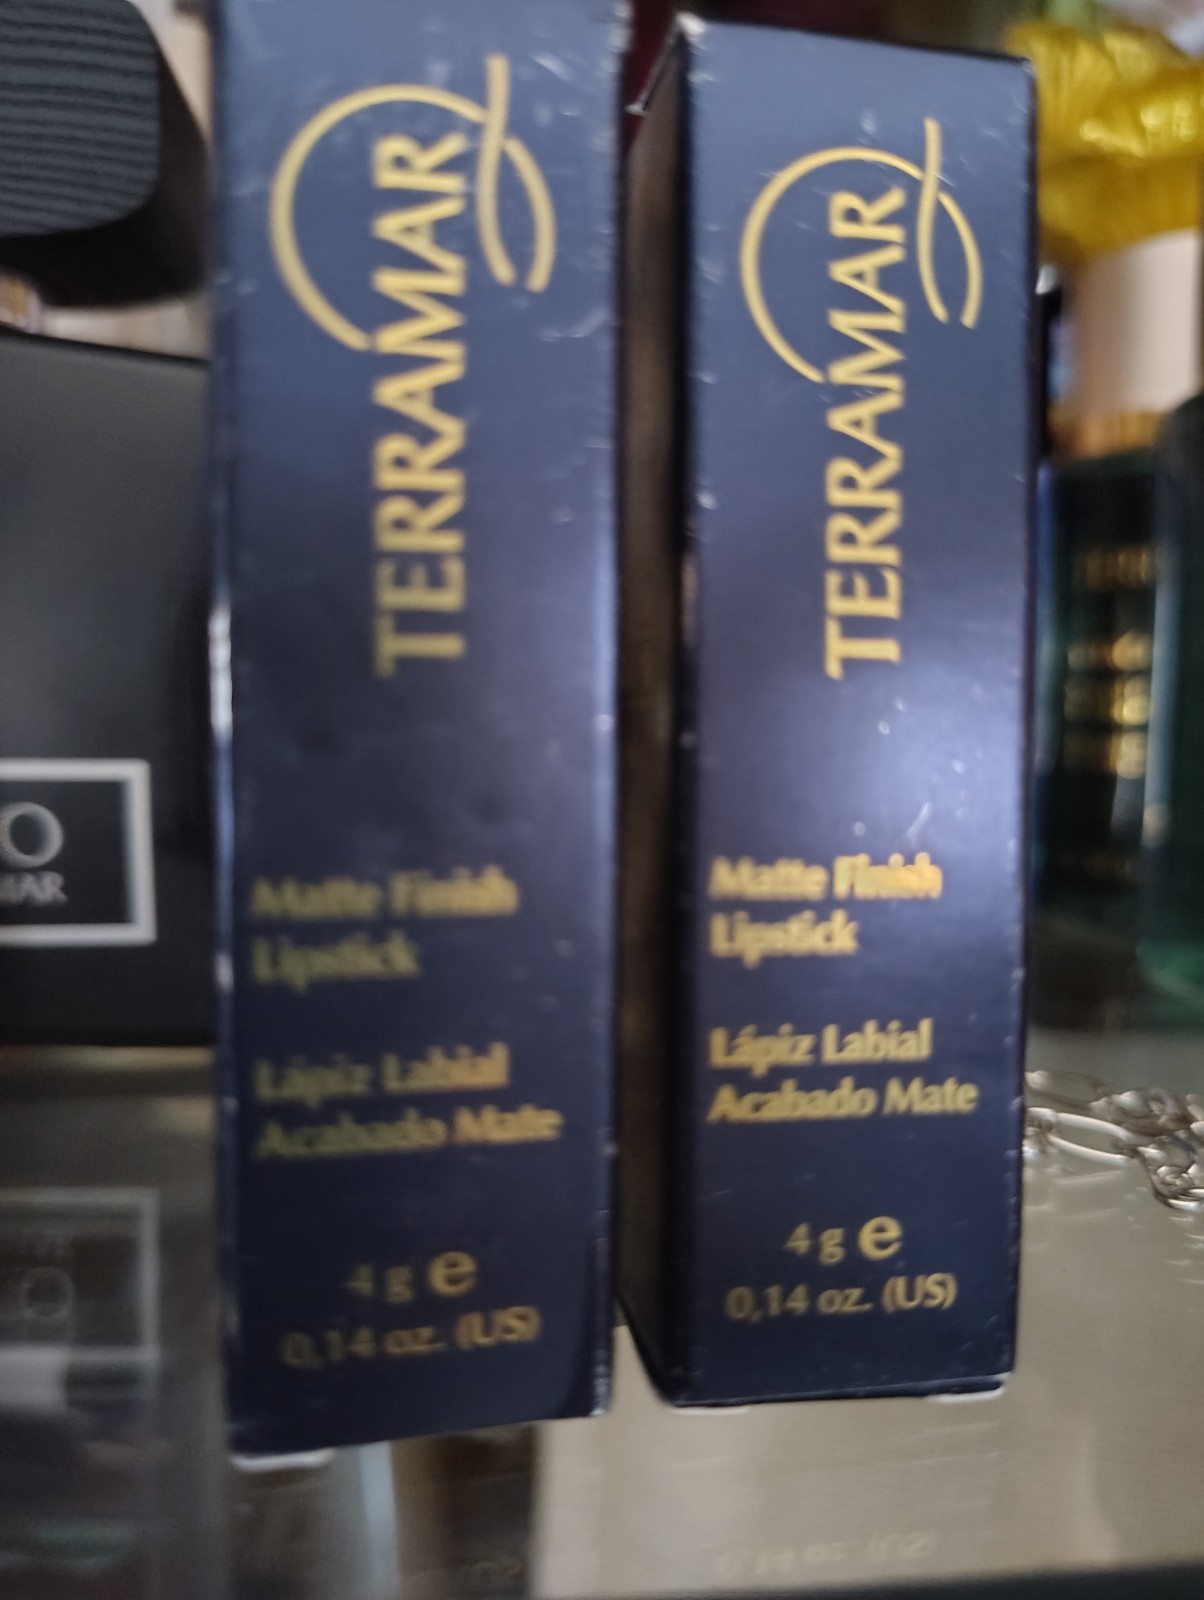 TERRAMAR
Matte Finish
Lipstick
Lápiz Labial
Acabado Mate
4 g e
0,14 oz. (US)
TERRAMAR
Matte Finish
Lipstick
Lápiz Labial
Acabado Mate
4 g e
0,14 oz. (US)
O
MAR